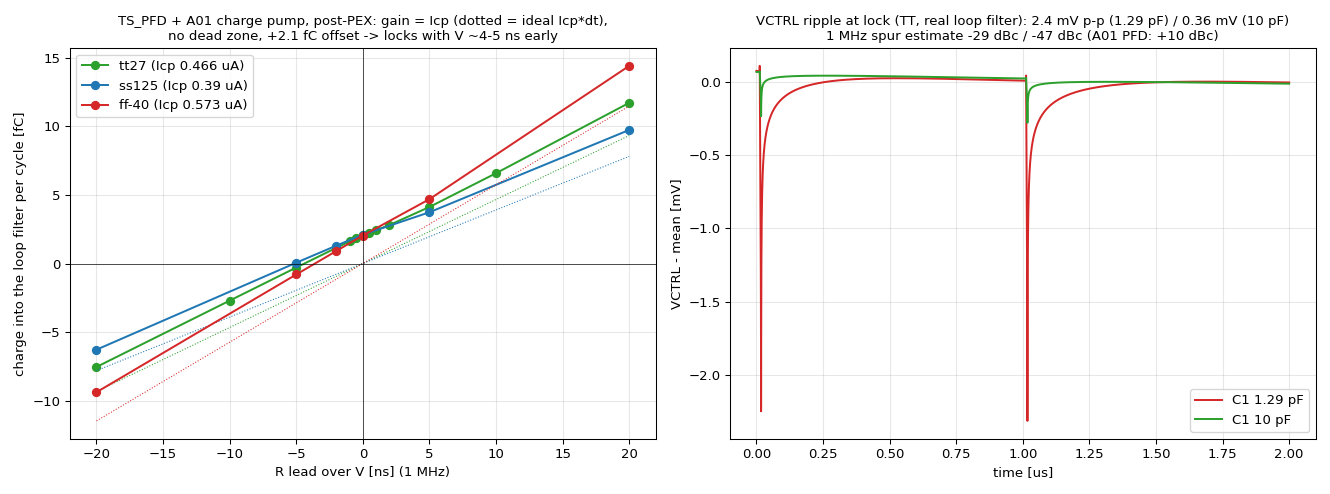 TS_PFD + A01 charge pump, post-PEX: gain = Icp (dotted = ideal Icp*dt),
no dead zone, +2.1 fC offset -> locks with V ~4-5 ns early
charge into the loop filter per cycle [fC]
15
10
5
0
−5
−10
tt27 (Icp 0.466 uA)
ss125 (Icp 0.39 uA)
ff-40 (Icp 0.573 uA)
−20
−15
−10
−5
0
5
10
15
20
R lead over V [ns] (1 MHz)
VCTRL ripple at lock (TT, real loop filter): 2.4 mV p-p (1.29 pF) / 0.36 mV (10 pF)
1 MHz spur estimate -29 dBc / -47 dBc (A01 PFD: +10 dBc)
VCTRL - mean [mV]
0.0
−0.5
−1.0
−1.5
−2.0
C1 1.29 pF
C1 10 pF
0.00
0.25
0.50
0.75
1.00
1.25
1.50
1.75
2.00
time [us]